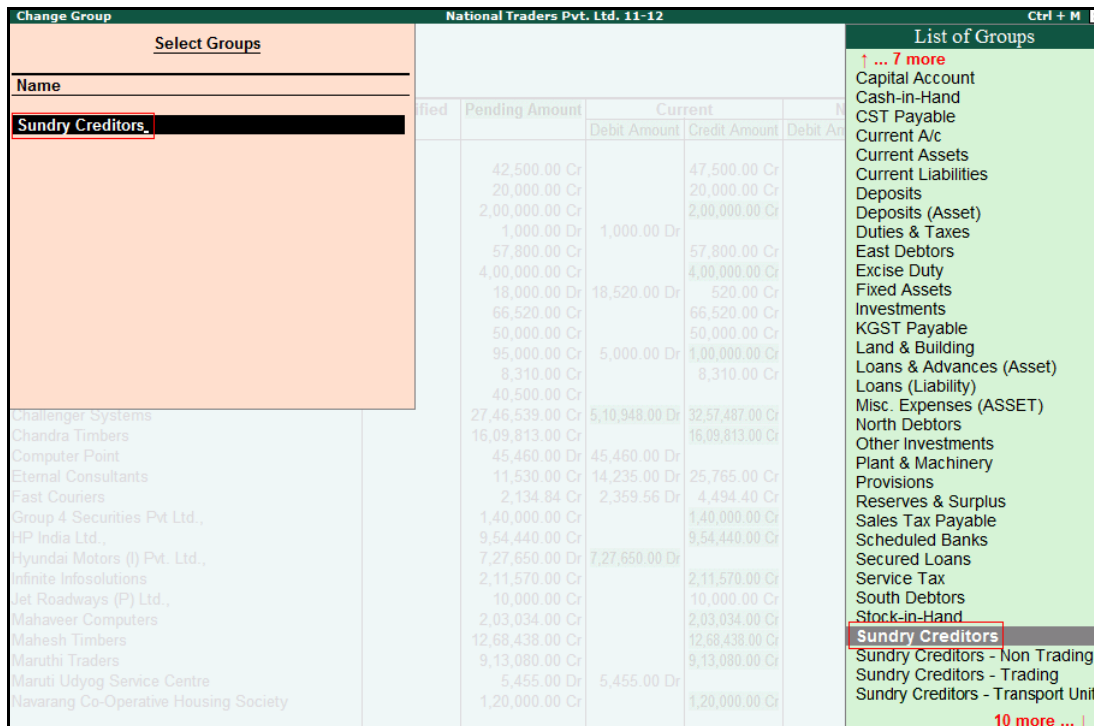 Change Group National Traders Pvt. Ltd. 11-12 Ctrl + M
Select Groups
Name
Sundry Creditors
List of Groups
↑ ... 7 more
Capital Account
Cash-in-Hand
CST Payable
Current A/c
Current Assets
Current Liabilities
Deposits
Deposits (Asset)
Duties & Taxes
East Debtors
Excise Duty
Fixed Assets
Investments
KGST Payable
Land & Building
Loans & Advances (Asset)
Loans (Liability)
Misc. Expenses (ASSET)
North Debtors
Other Investments
Plant & Machinery
Provisions
Reserves & Surplus
Sales Tax Payable
Scheduled Banks
Secured Loans
Service Tax
South Debtors
Stock-in-Hand
Sundry Creditors
Sundry Creditors - Non Trading
Sundry Creditors - Trading
Sundry Creditors - Transport Unit
10 more ... ↓
Pending Amount Current
Debit Amount Credit Amount
42,500.00 Cr 47,500.00 Cr
20,000.00 Cr 20,000.00 Cr
2,00,000.00 Cr 2,00,000.00 Cr
1,000.00 Dr 1,000.00 Dr
57,800.00 Cr 57,800.00 Cr
4,00,000.00 Cr 4,00,000.00 Cr
18,000.00 Dr 18,520.00 Dr 520.00 Cr
66,520.00 Cr 66,520.00 Cr
50,000.00 Cr 50,000.00 Cr
95,000.00 Cr 5,000.00 Dr 1,00,000.00 Cr
8,310.00 Cr 8,310.00 Cr
40,500.00 Cr
Challenger Systems 27,46,539.00 Cr 5,10,948.00 Dr 32,57,487.00 Cr
Chandra Timbers 16,09,813.00 Cr 16,09,813.00 Cr
Computer Point 45,460.00 Dr 45,460.00 Dr
Eternal Consultants 11,530.00 Cr 14,235.00 Dr 25,765.00 Cr
Fast Couriers 2,134.84 Cr 2,359.56 Dr 4,494.40 Cr
Group 4 Securities Pvt Ltd., 1,40,000.00 Cr 1,40,000.00 Cr
HP India Ltd., 9,54,440.00 Cr 9,54,440.00 Cr
Hyundai Motors (I) Pvt. Ltd., 7,27,650.00 Dr 7,27,650.00 Dr
Infinite Infosolutions 2,11,570.00 Cr 2,11,570.00 Cr
Jet Roadways (P) Ltd., 10,000.00 Cr 10,000.00 Cr
Mahaveer Computers 2,03,034.00 Cr 2,03,034.00 Cr
Mahesh Timbers 12,68,438.00 Cr 12,68,438.00 Cr
Maruthi Traders 9,13,080.00 Cr 9,13,080.00 Cr
Maruti Udyog Service Centre 5,455.00 Dr 5,455.00 Dr
Navarang Co-Operative Housing Society 1,20,000.00 Cr 1,20,000.00 Cr